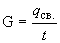 G = q_св. / t